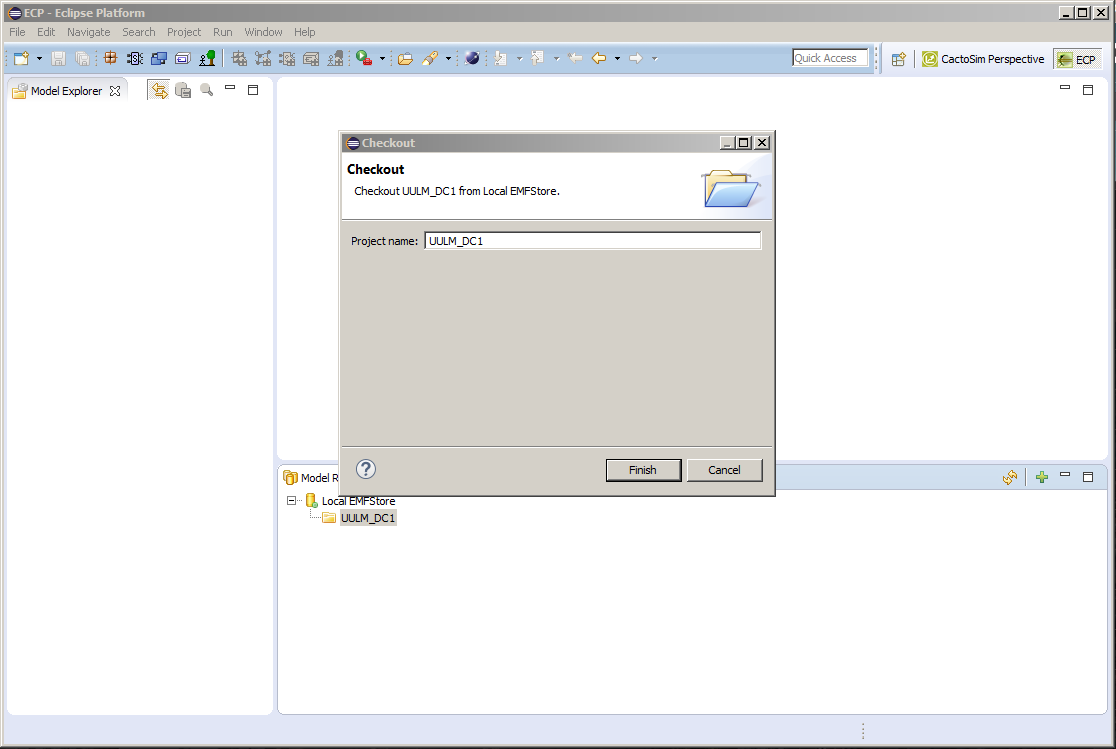 ECP - Eclipse Platform
File Edit Navigate Search Project Run Window Help
Quick Access
CactoSim Perspective
ECP
Model Explorer
Checkout
Checkout
Checkout UULM_DC1 from Local EMFStore.
Project name: UULM_DC1
?
Finish Cancel
Model R
Local EMFStore
UULM_DC1